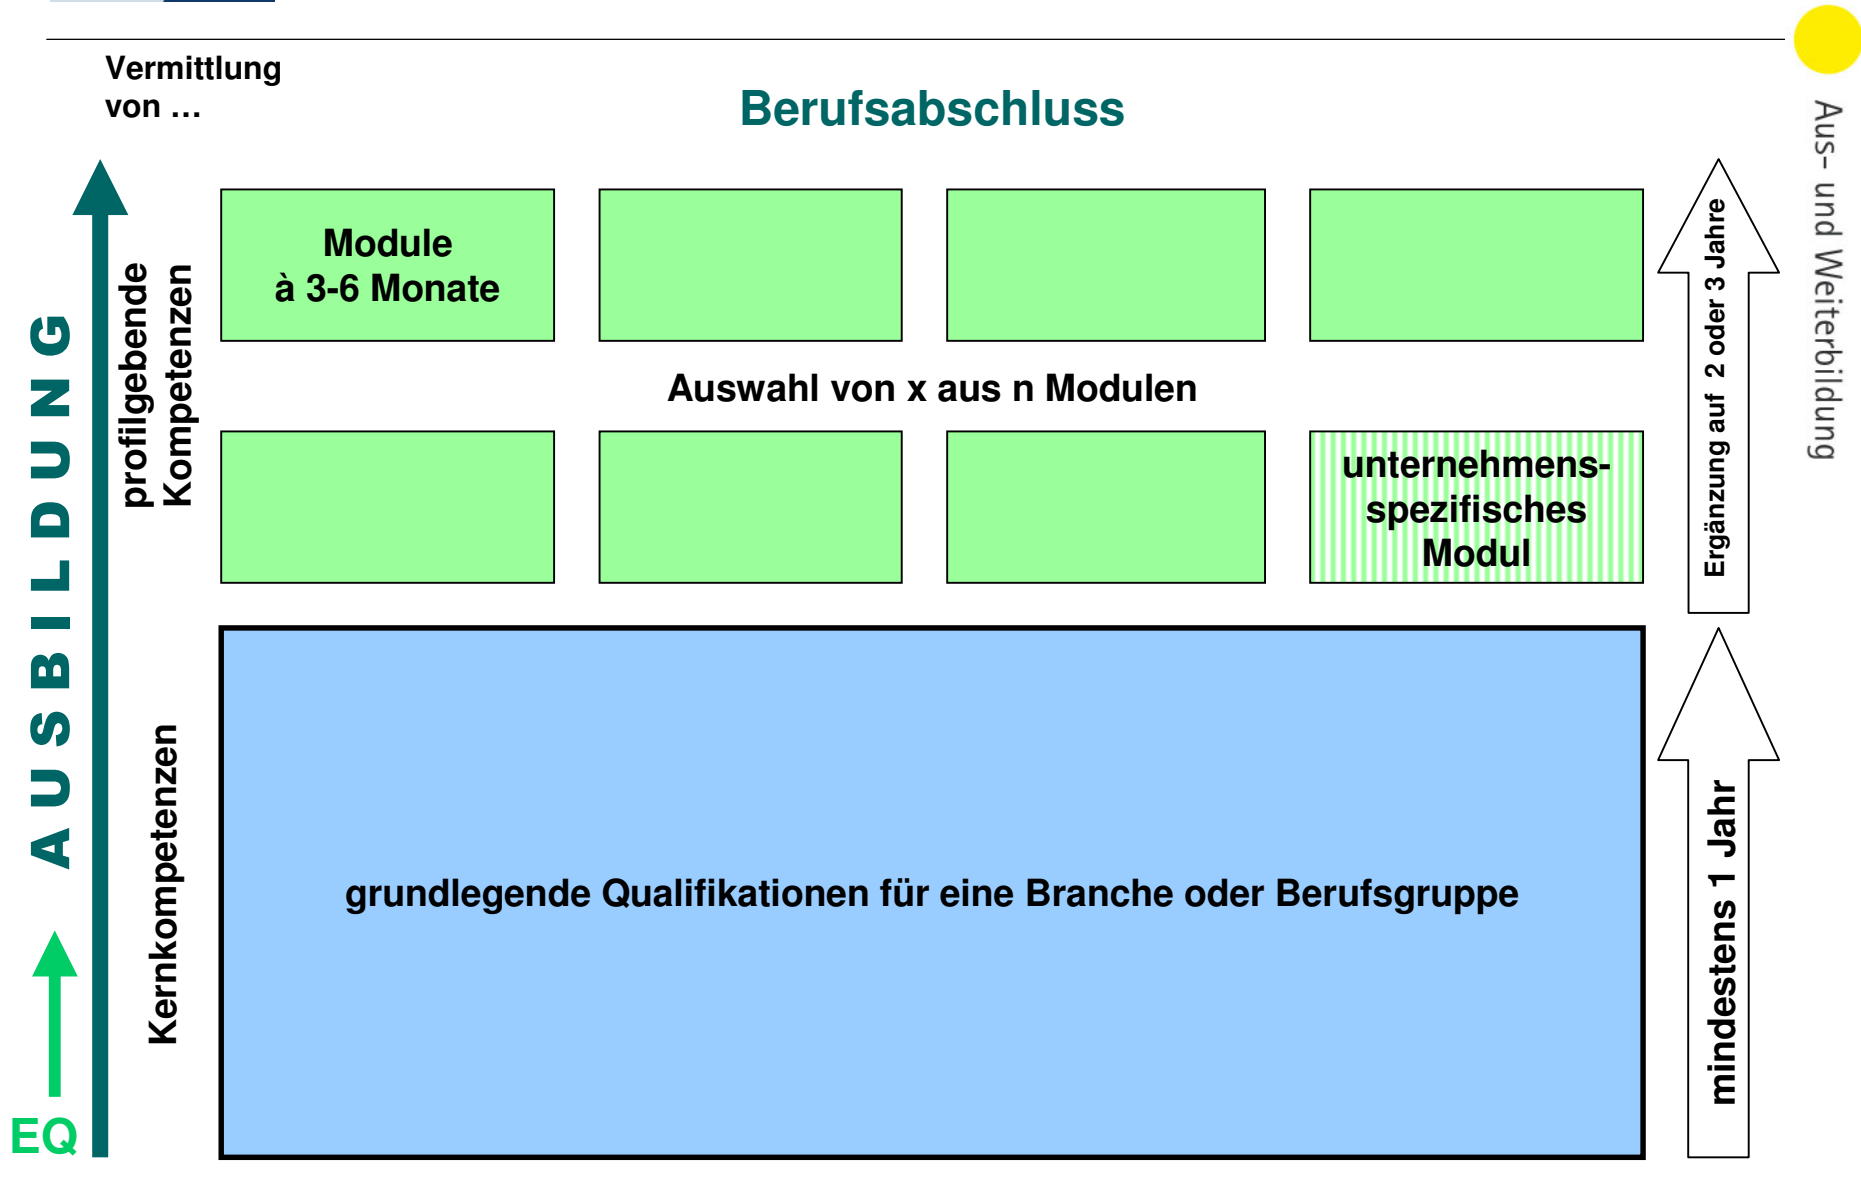 Vermittlung
von ...
Berufsabschluss
Aus- und Weiterbildung
AUSBILDUNG
EQ
profilgebende
Kompetenzen
Module
à 3-6 Monate
Auswahl von x aus n Modulen
unternehmens-
spezifisches
Modul
Ergänzung auf 2 oder 3 Jahre
Kernkompetenzen
grundlegende Qualifikationen für eine Branche oder Berufsgruppe
mindestens 1 Jahr